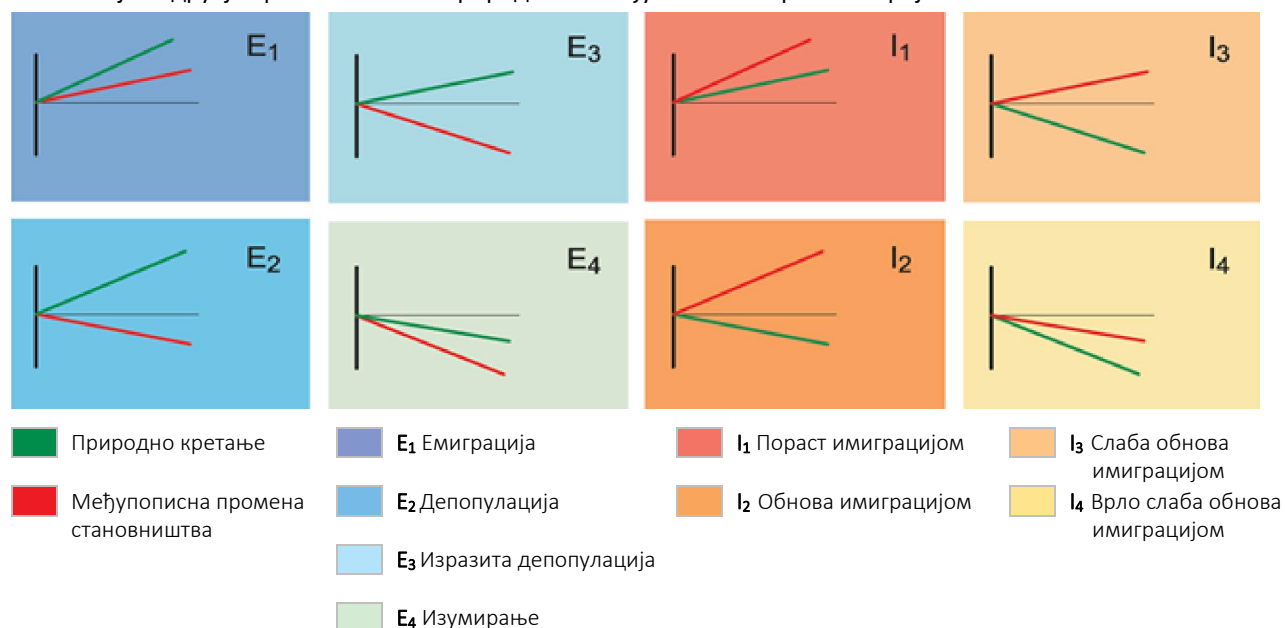 E1
E3
I1
I3
E2
E4
I2
I4
Природно кретање
Међупописна промена
становништва
E1 Емиграција
E2 Депопулација
E3 Изразита депопулација
E4 Изумирање
I1 Пораст имиграцијом
I2 Обнова имиграцијом
I3 Слаба обнова
имиграцијом
I4 Врло слаба обнова
имиграцијом